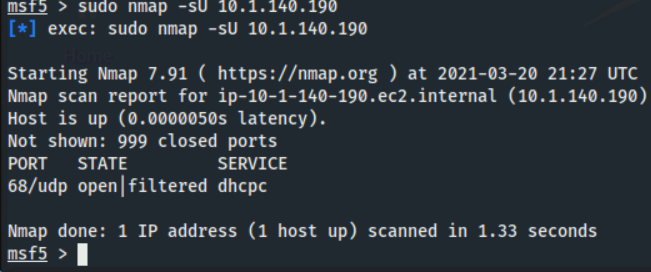 msf5 > sudo nmap -sU 10.1.140.190
[*] exec: sudo nmap -sU 10.1.140.190
Starting Nmap 7.91 ( https://nmap.org ) at 2021-03-20 21:27 UTC
Nmap scan report for ip-10-1-140-190.ec2.internal (10.1.140.190)
Host is up (0.0000050s latency).
Not shown: 999 closed ports
PORT   STATE         SERVICE
68/udp open|filtered dhcpc
Nmap done: 1 IP address (1 host up) scanned in 1.33 seconds
msf5 >